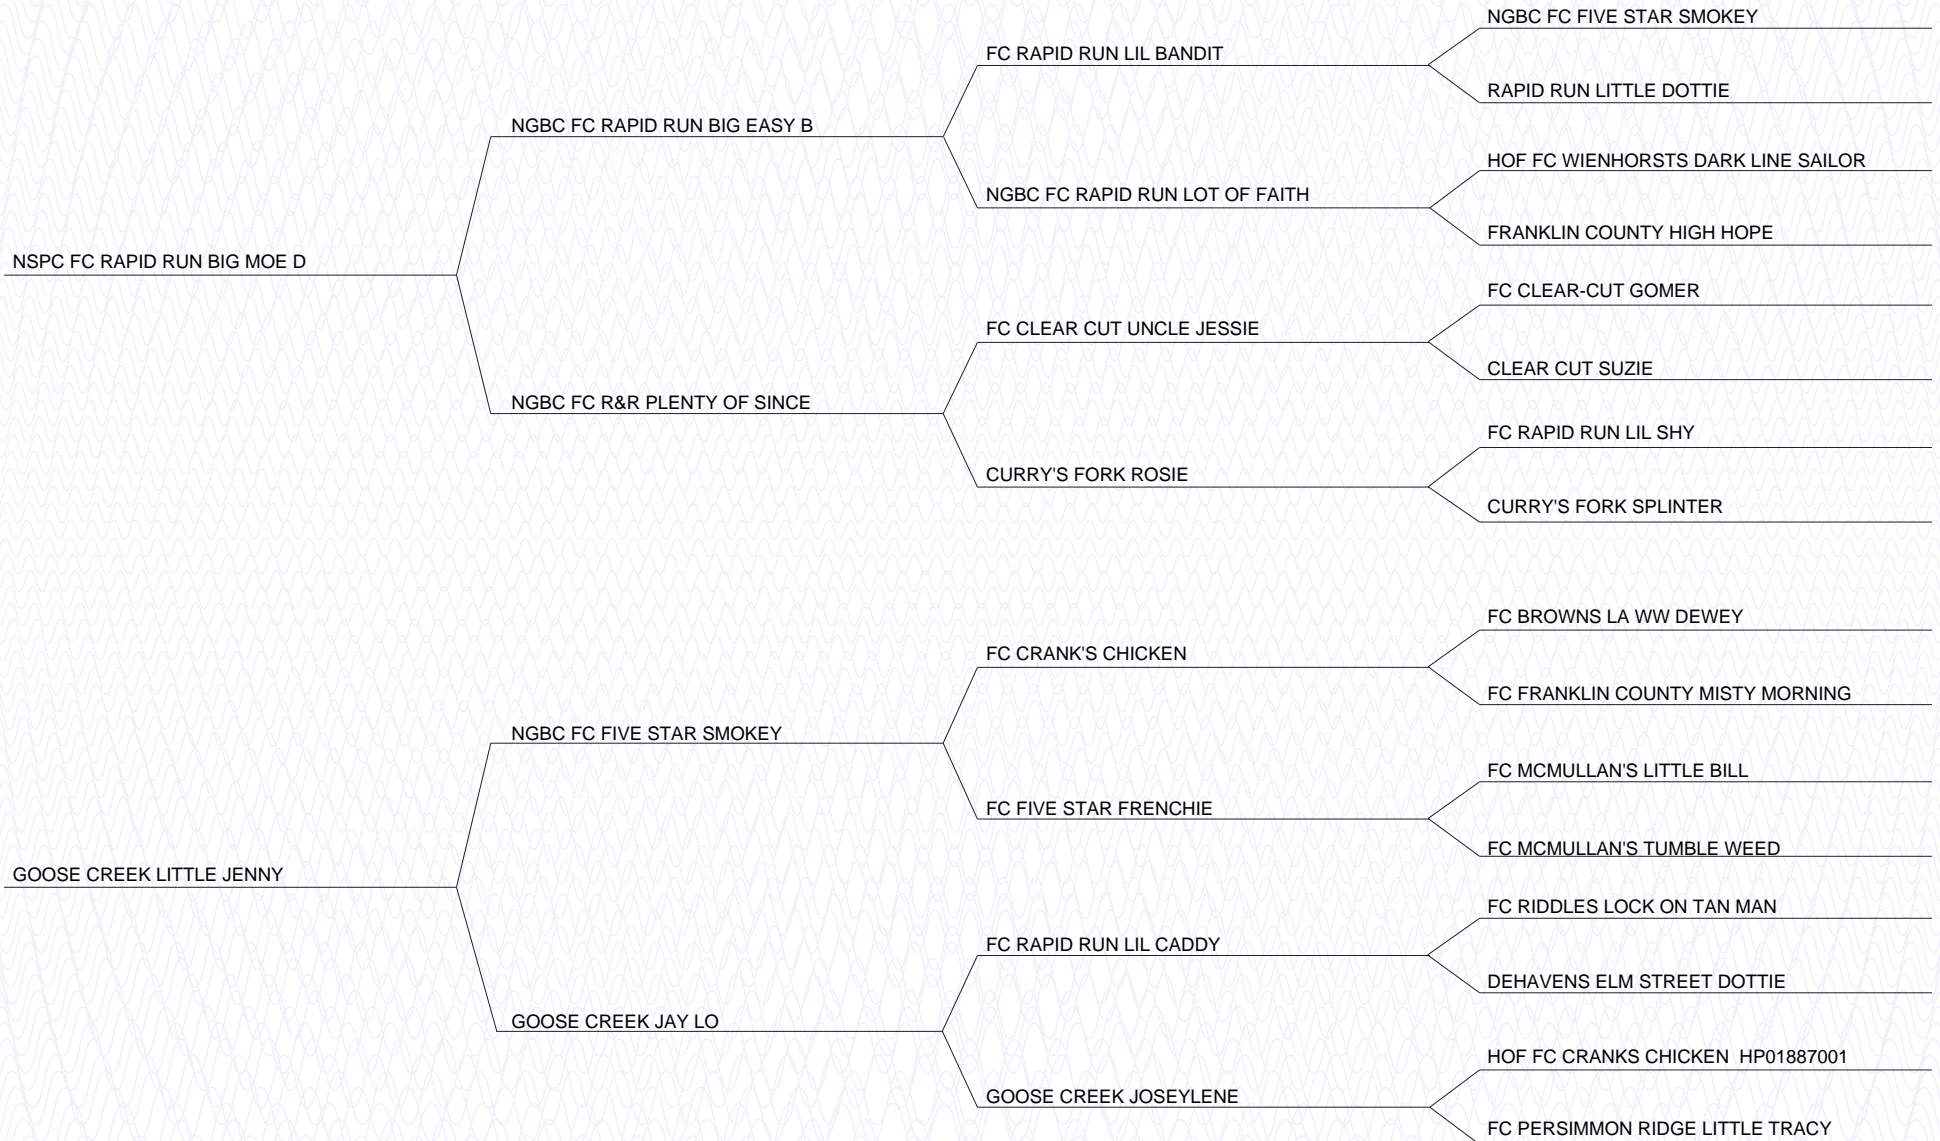 NGBC FC FIVE STAR SMOKEY
FC RAPID RUN LIL BANDIT
RAPID RUN LITTLE DOTTIE
NGBC FC RAPID RUN BIG EASY B
HOF FC WIENHORSTS DARK LINE SAILOR
NGBC FC RAPID RUN LOT OF FAITH
FRANKLIN COUNTY HIGH HOPE
NSPC FC RAPID RUN BIG MOE D
FC CLEAR-CUT GOMER
FC CLEAR CUT UNCLE JESSIE
CLEAR CUT SUZIE
NGBC FC R&R PLENTY OF SINCE
FC RAPID RUN LIL SHY
CURRY'S FORK ROSIE
CURRY'S FORK SPLINTER
FC BROWNS LA WW DEWEY
FC CRANK'S CHICKEN
FC FRANKLIN COUNTY MISTY MORNING
NGBC FC FIVE STAR SMOKEY
FC MCMULLAN'S LITTLE BILL
FC FIVE STAR FRENCHIE
FC MCMULLAN'S TUMBLE WEED
GOOSE CREEK LITTLE JENNY
FC RIDDLES LOCK ON TAN MAN
FC RAPID RUN LIL CADDY
DEHAVENS ELM STREET DOTTIE
GOOSE CREEK JAY LO
HOF FC CRANKS CHICKEN  HP01887001
GOOSE CREEK JOSEYLENE
FC PERSIMMON RIDGE LITTLE TRACY